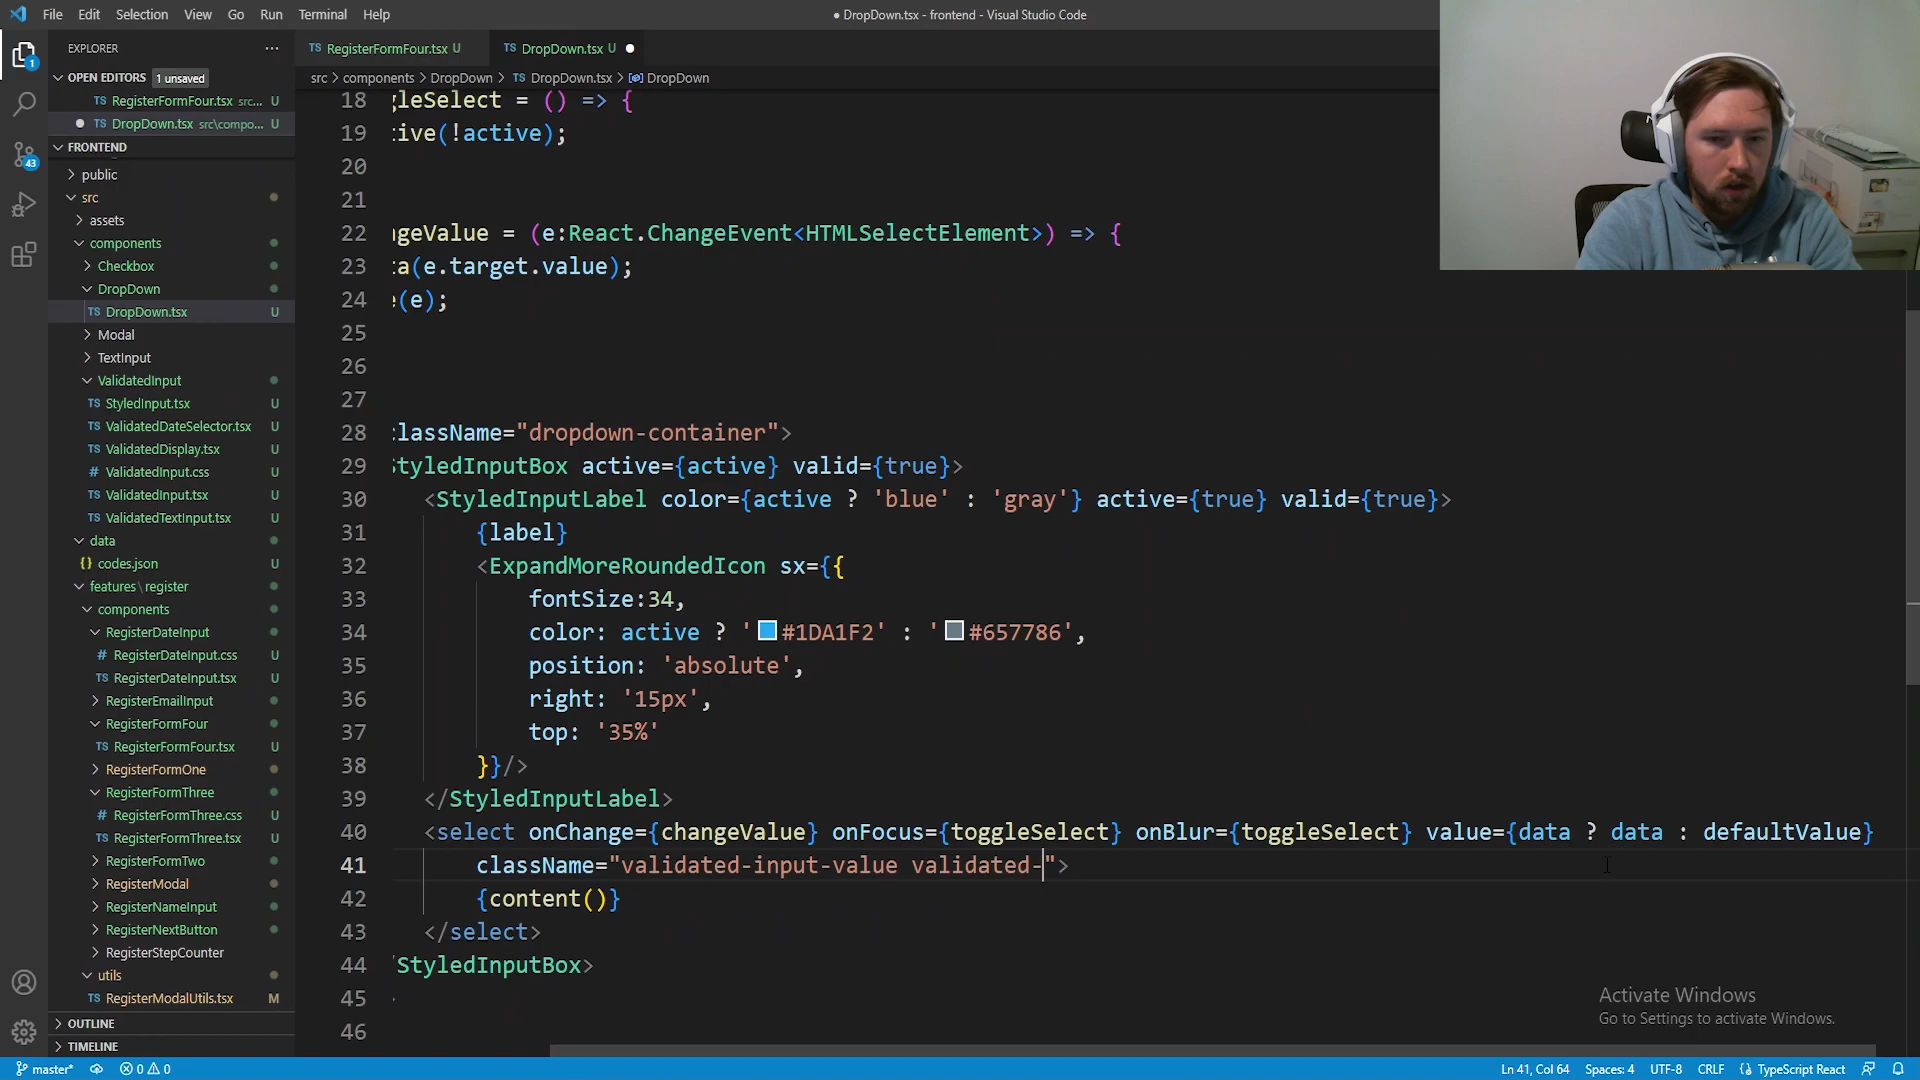 File Edit Selection View Go Run Terminal Help
● DropDown.tsx - frontend - Visual Studio Code
EXPLORER ···
TS RegisterFormFour.tsx U
TS DropDown.tsx U ●
OPEN EDITORS 1 unsaved
src > components > DropDown > TS DropDown.tsx > DropDown
TS RegisterFormFour.tsx src... U
● TS DropDown.tsx src\compo... U
FRONTEND
public
src
assets
components
Checkbox
DropDown
TS DropDown.tsx U
Modal
TextInput
ValidatedInput
TS StyledInput.tsx U
TS ValidatedDateSelector.tsx U
TS ValidatedDisplay.tsx U
# ValidatedInput.css U
TS ValidatedInput.tsx U
TS ValidatedTextInput.tsx U
data
{} codes.json U
features\register
components
RegisterDateInput
# RegisterDateInput.css U
TS RegisterDateInput.tsx U
RegisterEmailInput
RegisterFormFour
TS RegisterFormFour.tsx U
RegisterFormOne
RegisterFormThree
# RegisterFormThree.css U
TS RegisterFormThree.tsx U
RegisterFormTwo
RegisterModal
RegisterNameInput
RegisterNextButton
RegisterStepCounter
utils
TS RegisterModalUtils.tsx M
OUTLINE
TIMELINE
1
43
18 gleSelect = () => {
19 tive(!active);
20
21
22 ngeValue = (e:React.ChangeEvent<HTMLSelectElement>) => {
23 ta(e.target.value);
24 e(e);
25
26
27
28 className="dropdown-container">
29 StyledInputBox active={active} valid={true}>
30 <StyledInputLabel color={active ? 'blue' : 'gray'} active={true} valid={true}>
31 {label}
32 <ExpandMoreRoundedIcon sx={{
33 fontSize:34,
34 color: active ? '#1DA1F2' : '#657786',
35 position: 'absolute',
36 right: '15px',
37 top: '35%'
38 }}/>
39 </StyledInputLabel>
40 <select onChange={changeValue} onFocus={toggleSelect} onBlur={toggleSelect} value={data ? data : defaultValue}
41 className="validated-input-value validated-">
42 {content()}
43 </select>
44 /StyledInputBox>
45 >
46
Activate Windows
Go to Settings to activate Windows.
master* 0 0 Ln 41, Col 64 Spaces: 4 UTF-8 CRLF {} TypeScript React